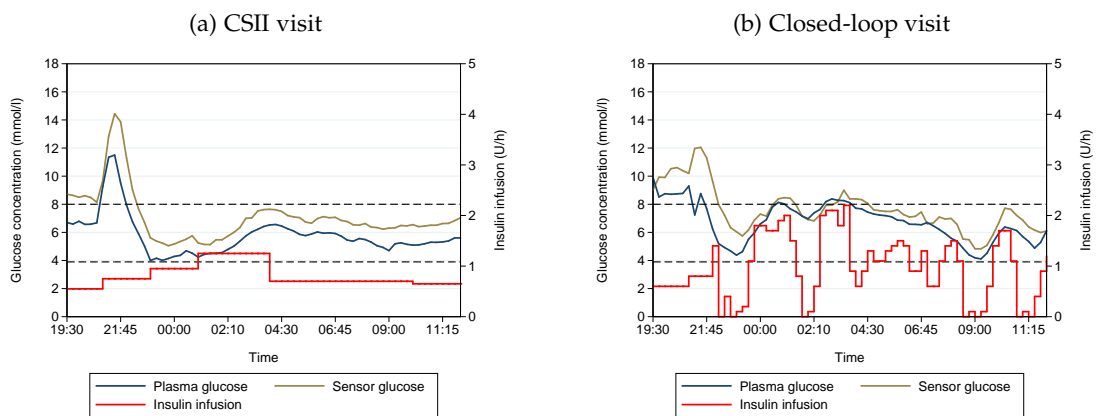 (a) CSII visit
Glucose concentration (mmol/l)
18
16
14
12
10
8
6
4
2
0
5
4
3
2
1
0
Insulin infusion (U/h)
19:30 21:45 00:00 02:10 04:30 06:45 09:00 11:15
Time
Plasma glucose Sensor glucose
Insulin infusion
(b) Closed-loop visit
Glucose concentration (mmol/l)
18
16
14
12
10
8
6
4
2
0
5
4
3
2
1
0
Insulin infusion (U/h)
19:30 21:45 00:00 02:10 04:30 06:45 09:00 11:15
Time
Plasma glucose Sensor glucose
Insulin infusion